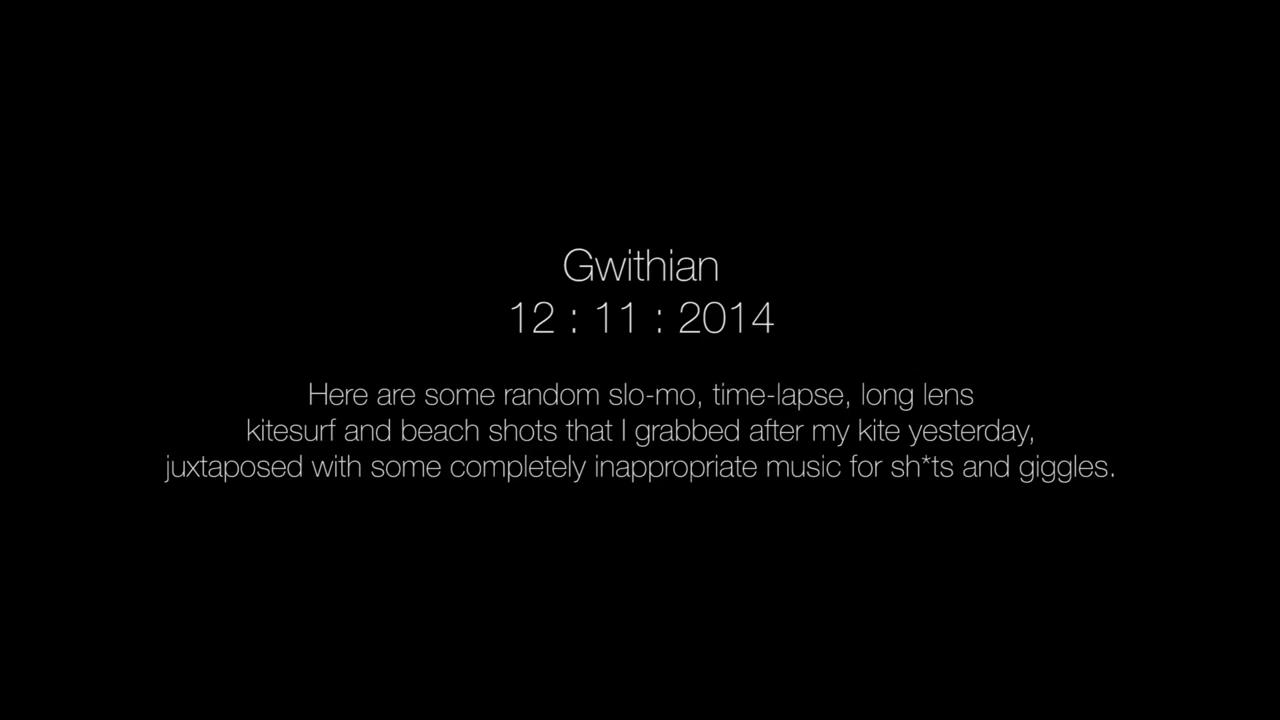 Gwithian
12 : 11 : 2014
Here are some random slo-mo, time-lapse, long lens
kitesurf and beach shots that I grabbed after my kite yesterday,
juxtaposed with some completely inappropriate music for sh*ts and giggles.